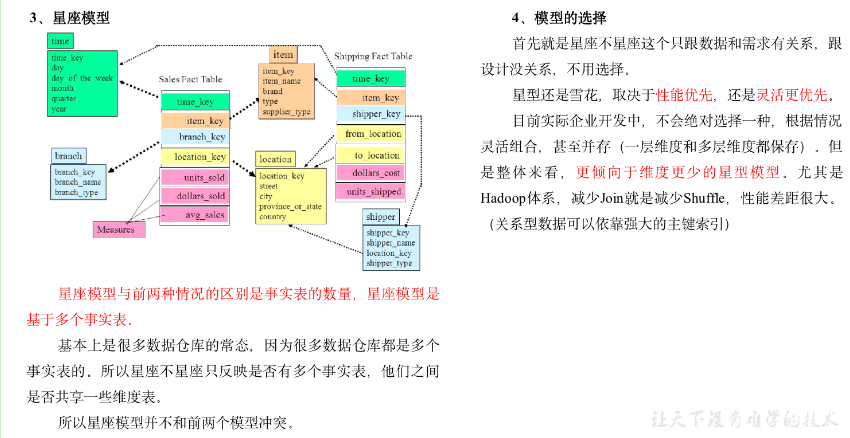 3、星座模型
time
time_key
day
day_of_the_week
month
quarter
year
Sales Fact Table
time_key
item_key
branch_key
location_key
units_sold
dollars_sold
avg_sales
Measures
branch
branch_key
branch_name
branch_type
item
item_key
item_name
brand
type
supplier_type
location
location_key
street
city
province_or_state
country
Shipping Fact Table
time_key
item_key
shipper_key
from_location
to_location
dollars_cost
units_shipped
shipper
shipper_key
shipper_name
location_key
shipper_type
星座模型与前两种情况的区别是事实表的数量，星座模型是
基于多个事实表。
基本上是很多数据仓库的常态，因为很多数据仓库都是多个
事实表的。所以星座不星座只反映是否有多个事实表，他们之间
是否共享一些维度表。
所以星座模型并不和前两个模型冲突。
4、模型的选择
首先就是星座不星座这个只跟数据和需求有关系，跟
设计没关系，不用选择。
星型还是雪花，取决于性能优先，还是灵活更优先。
目前实际企业开发中，不会绝对选择一种，根据情况
灵活组合，甚至并存（一层维度和多层维度都保存）。但
是整体来看，更倾向于维度更少的星型模型。尤其是
Hadoop体系，减少Join就是减少Shuffle，性能差距很大。
（关系型数据可以依靠强大的主键索引）
让天下没有难学的技术